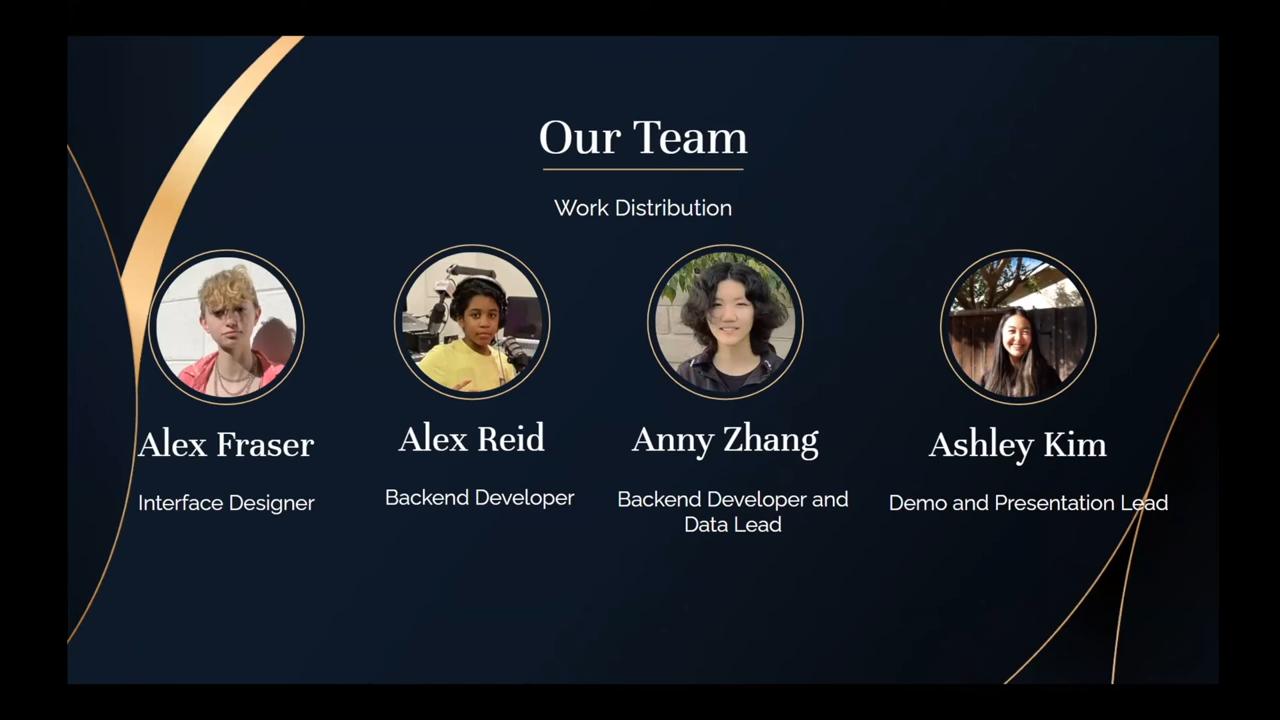 Our Team
Work Distribution
Alex Fraser
Interface Designer
Alex Reid
Backend Developer
Anny Zhang
Backend Developer and
Data Lead
Ashley Kim
Demo and Presentation Lead